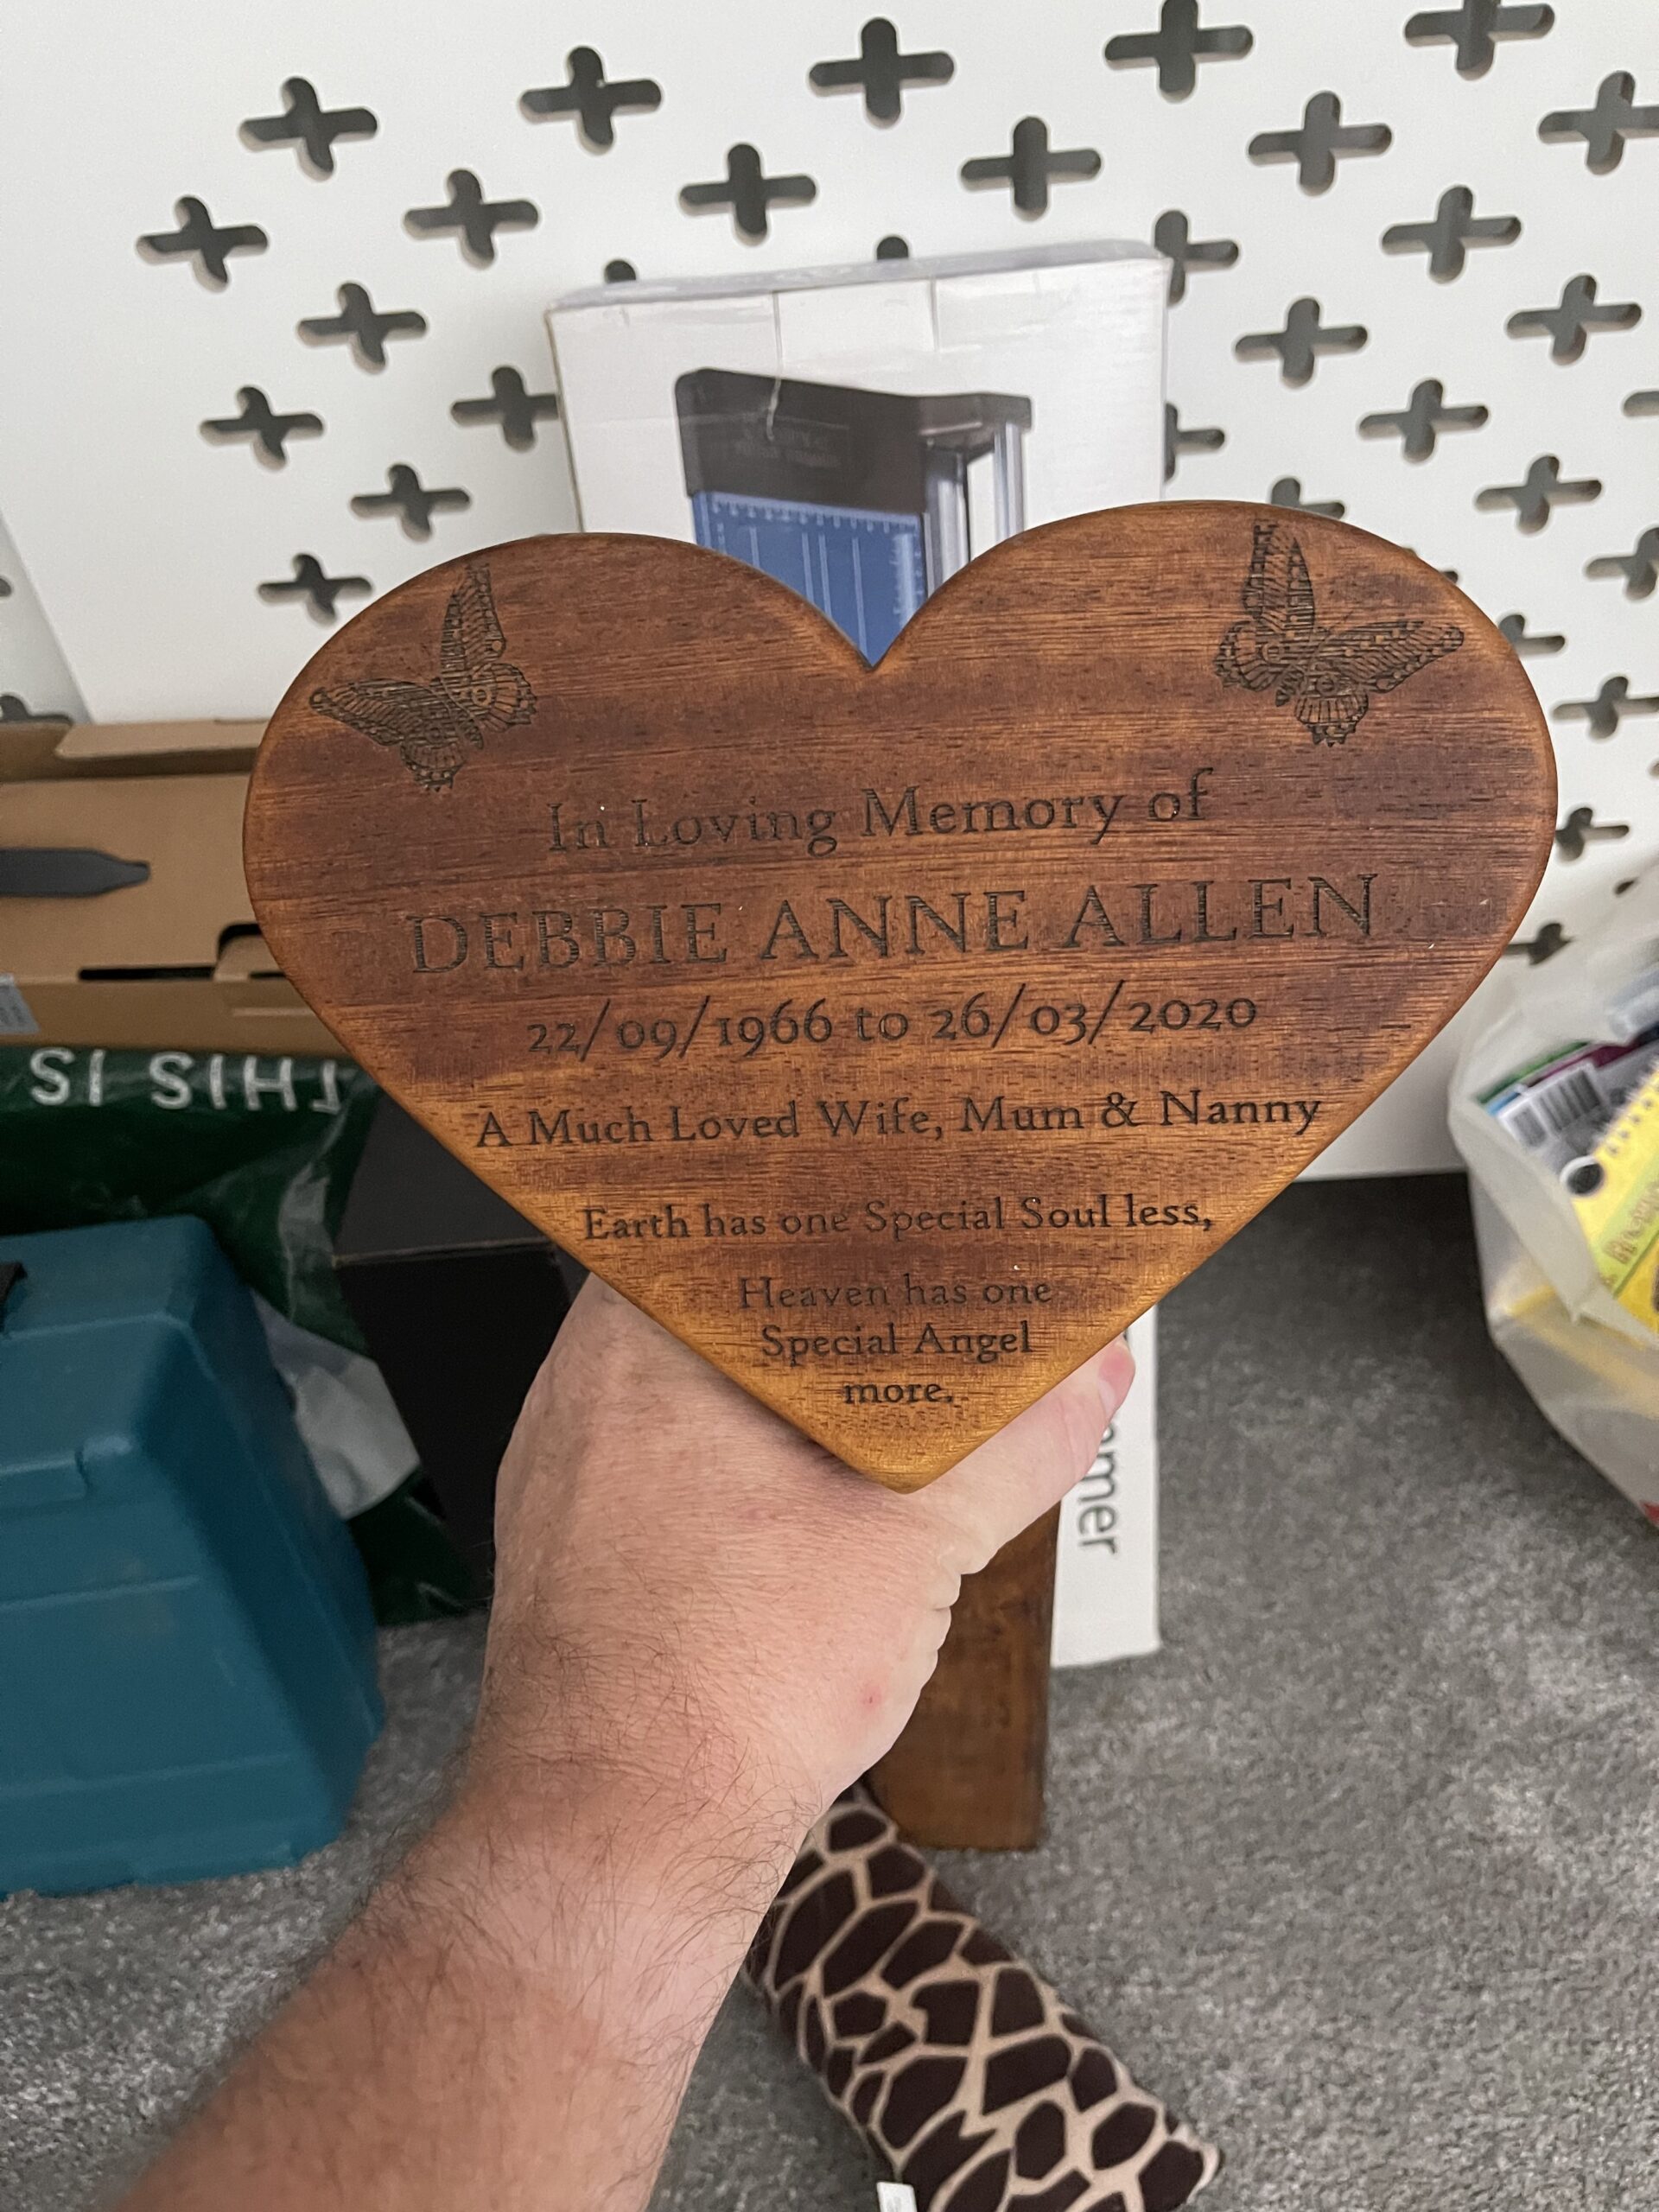 In Loving Memory of
DEBBIE ANNE ALLEN
22/09/1966 to 26/03/2020
A Much Loved Wife, Mum & Nanny
Earth has one Special Soul less,
Heaven has one
Special Angel
more.
THIS IS